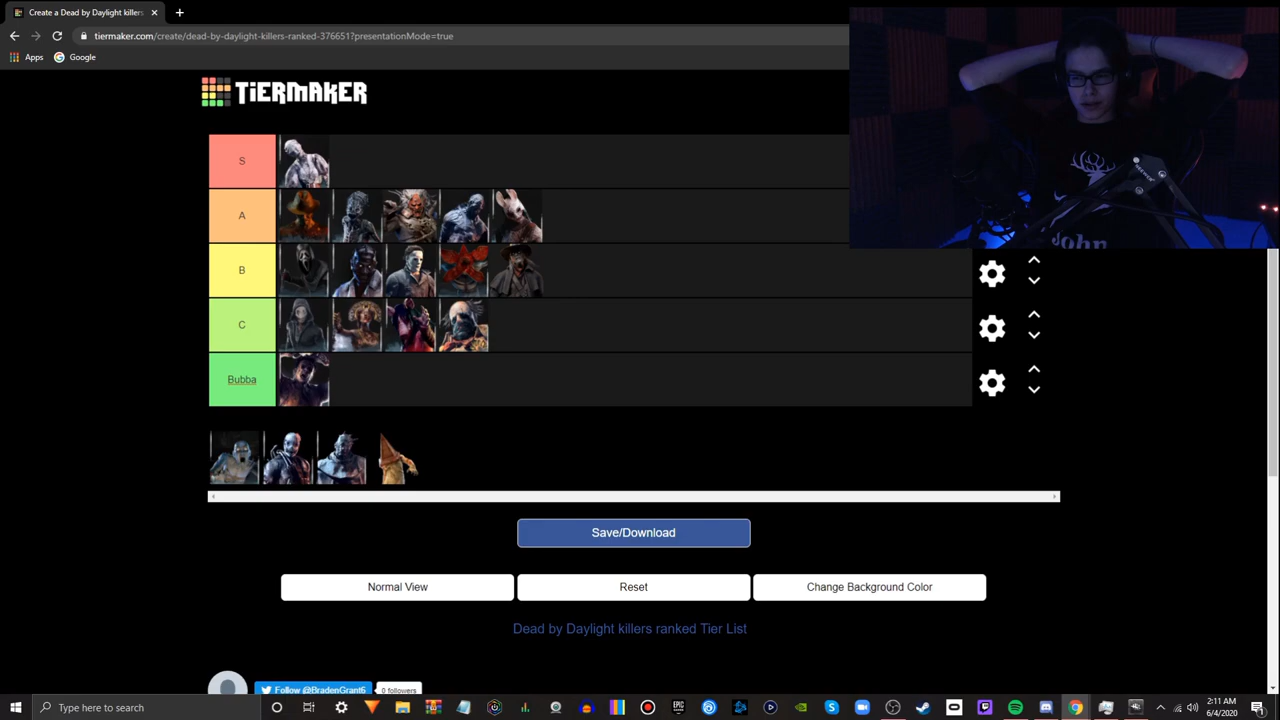 Create a Dead by Daylight killers
tiermaker.com/create/dead-by-daylight-killers-ranked-376651?presentationMode=true
Apps
Google
TiERMAKER
S
A
B
C
Bubba
John
Save/Download
Normal View
Reset
Change Background Color
Dead by Daylight killers ranked Tier List
Follow @BradenGrant6
0 followers
Type here to search
EPIC
2:11 AM
6/4/2020